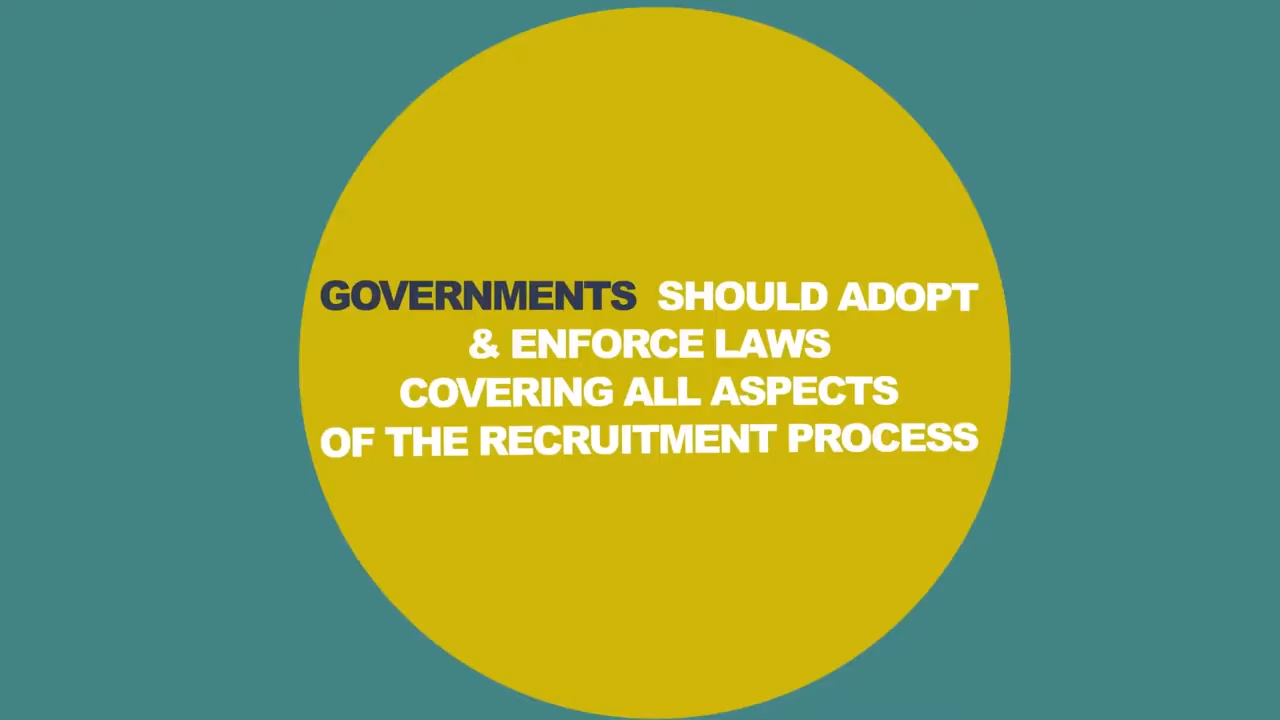 GOVERNMENTS SHOULD ADOPT
& ENFORCE LAWS
COVERING ALL ASPECTS
OF THE RECRUITMENT PROCESS